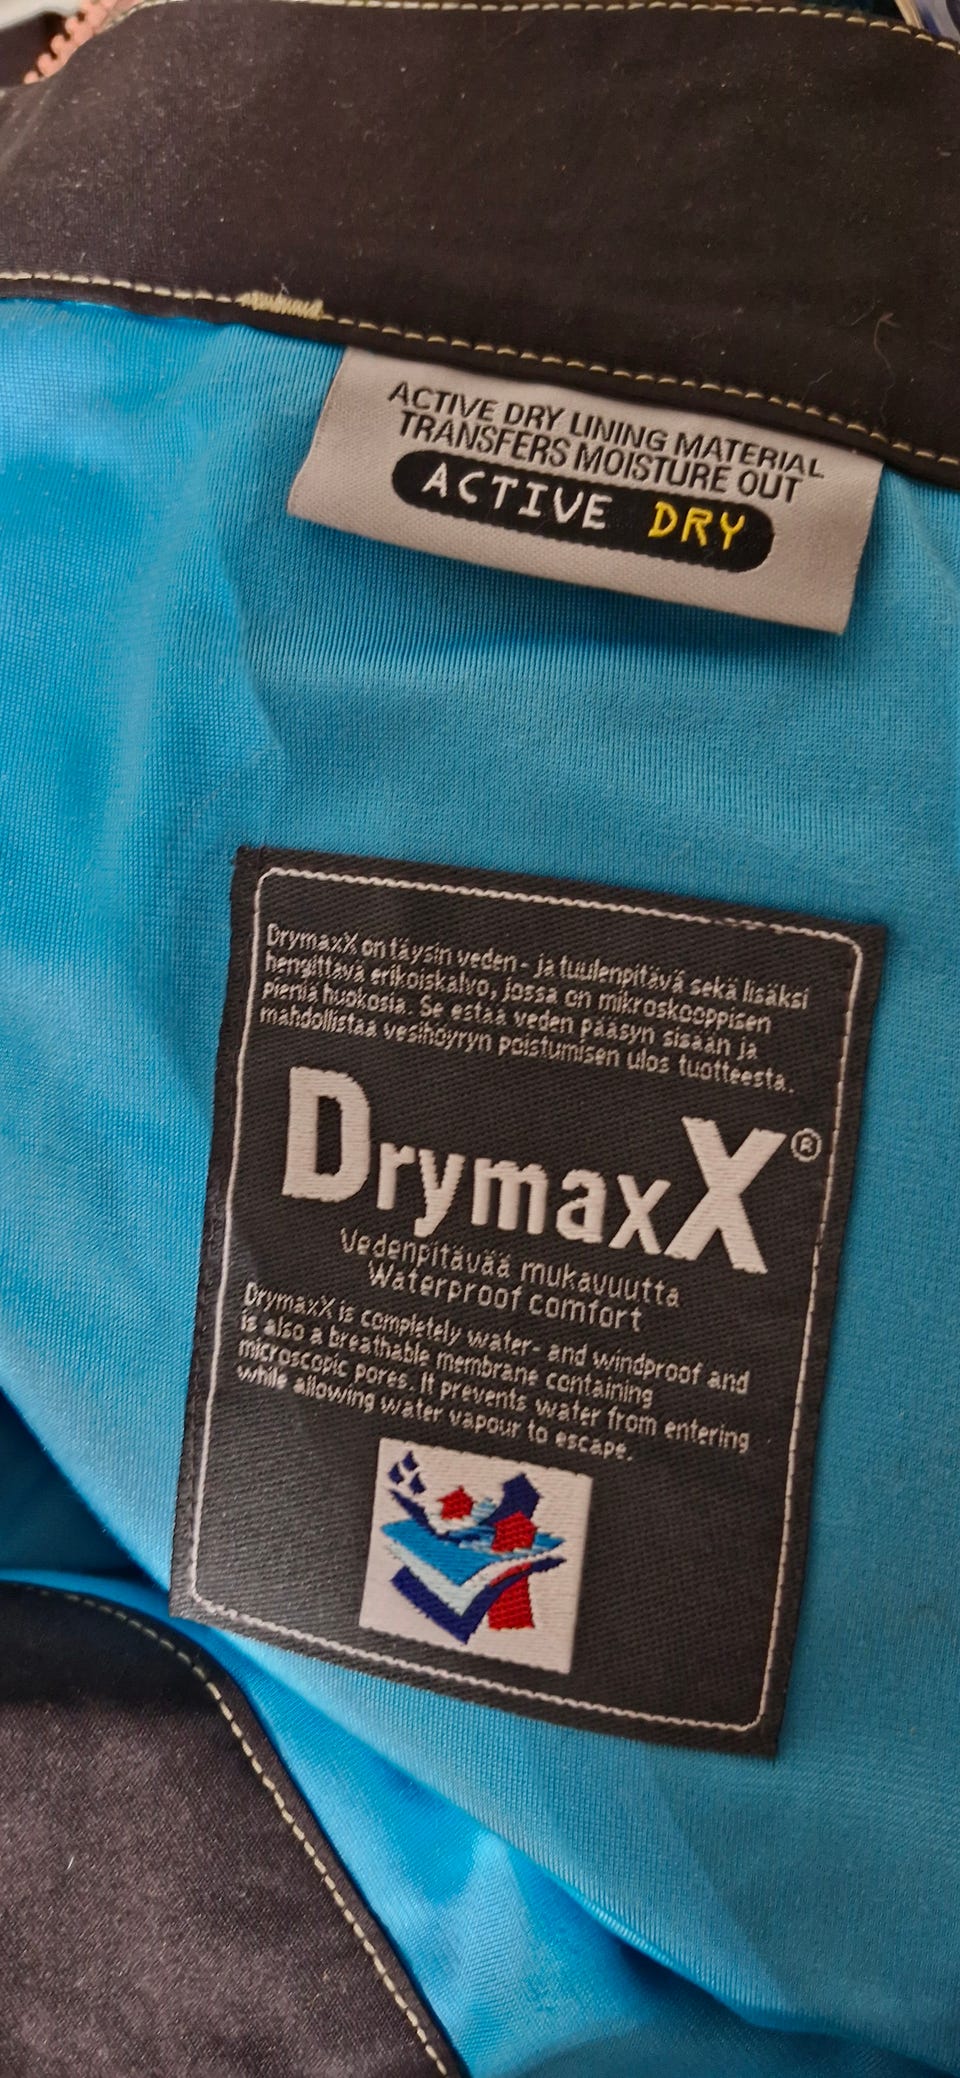 ACTIVE DRY LINING MATERIAL
TRANSFERS MOISTURE OUT
ACTIVE DRY
DrymaxX on täysin veden- ja tuulenpitävä sekä lisäksi
hengittävä erikoiskalvo, jossa on mikroskooppisen
pieniä huokosia. Se estää veden pääsyn sisään ja
mahdollistaa vesihöyryn poistumisen ulos tuotteesta.
DrymaxX®
Vedenpitävää mukavuutta
Waterproof comfort
DrymaxX is completely water- and windproof and
is also a breathable membrane containing
microscopic pores. It prevents water from entering
while allowing water vapour to escape.